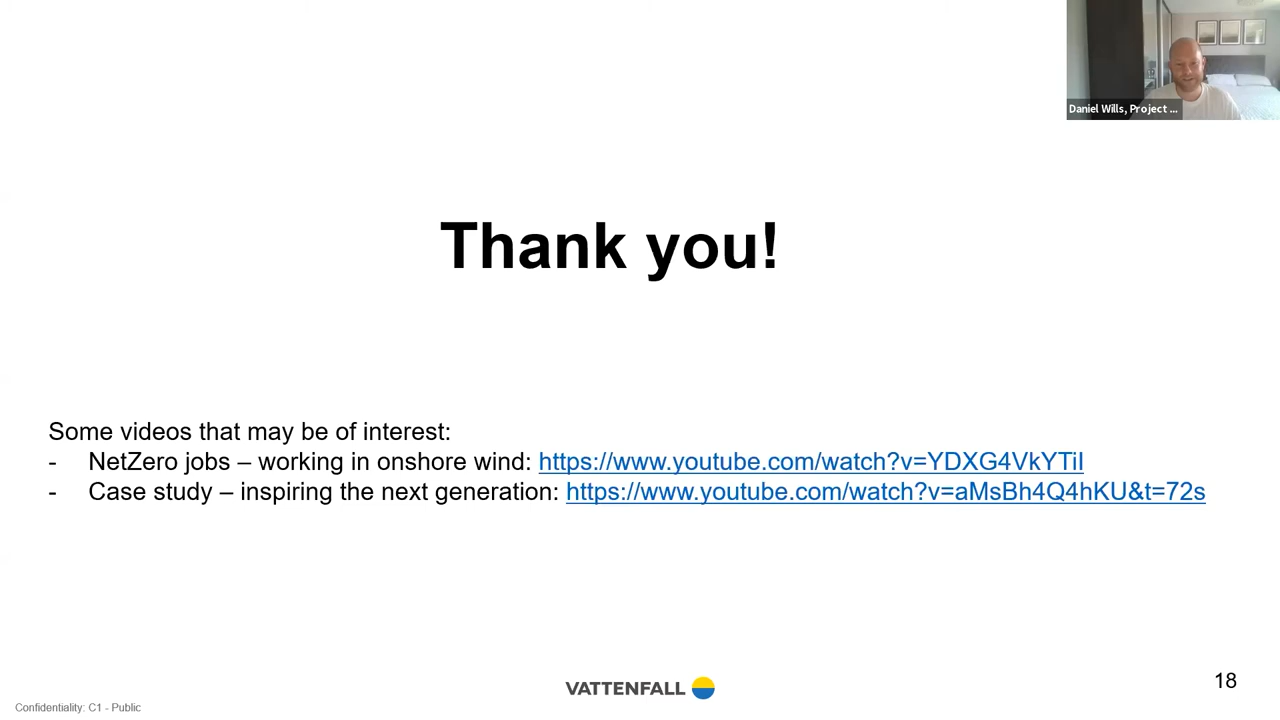 Daniel Wills, Project ...
Thank you!
Some videos that may be of interest:
- NetZero jobs – working in onshore wind: https://www.youtube.com/watch?v=YDXG4VkYTiI
- Case study – inspiring the next generation: https://www.youtube.com/watch?v=aMsBh4Q4hKU&t=72s
VATTENFALL
18
Confidentiality: C1 - Public